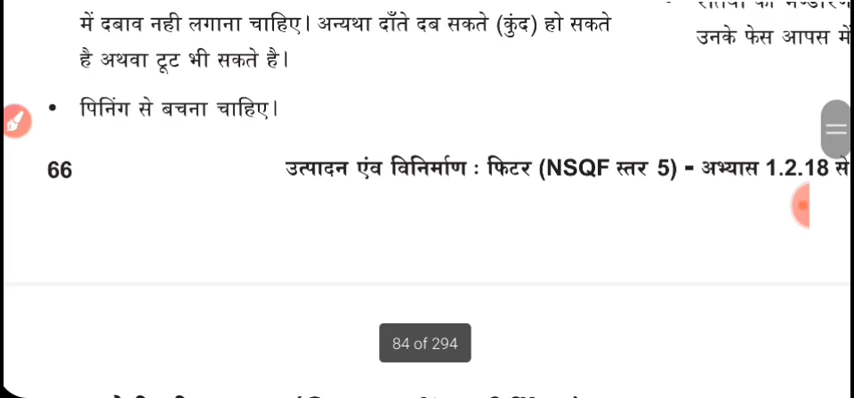 में दबाव नही लगाना चाहिए। अन्यथा दाँते दब सकते (कुंद) हो सकते
है अथवा टूट भी सकते है।
• पिनिंग से बचना चाहिए।
उनके फेस आपस में
66
उत्पादन एंव विनिर्माण : फिटर (NSQF स्तर 5) - अभ्यास 1.2.18 से
84 of 294